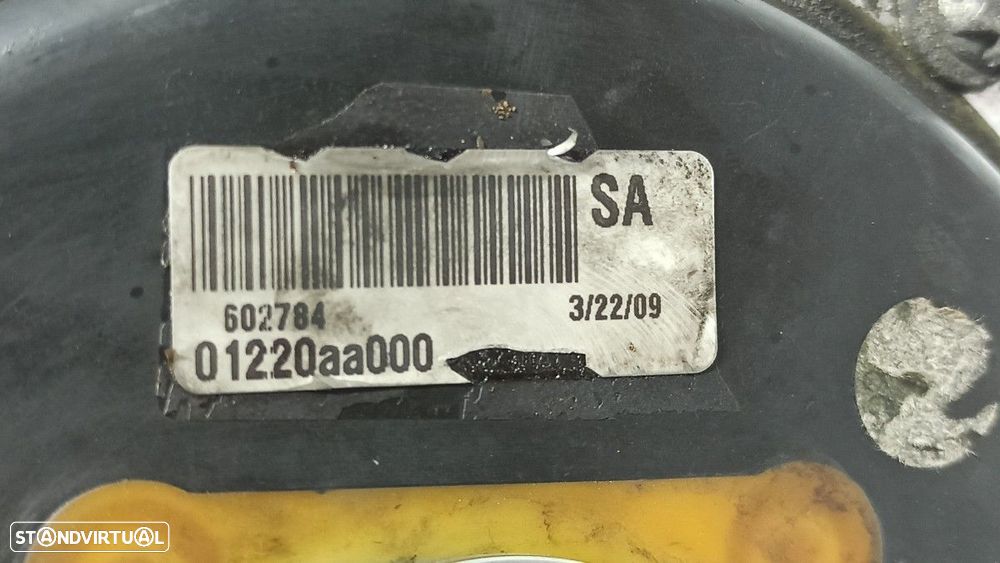 SA
602784
3/22/09
01220aa000
STANDVIRTUAL